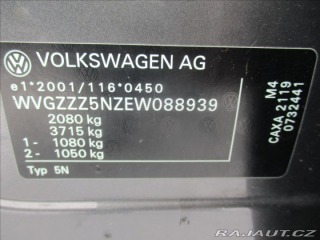 VOLKSWAGEN AG
e1*2001/116*0450
WVGZZZ5NZEW088939
2080 kg
3715 kg
1- 1080 kg
2- 1050 kg
Typ 5N
M4
CAXA 2119
0732441
RAJAUT.CZ